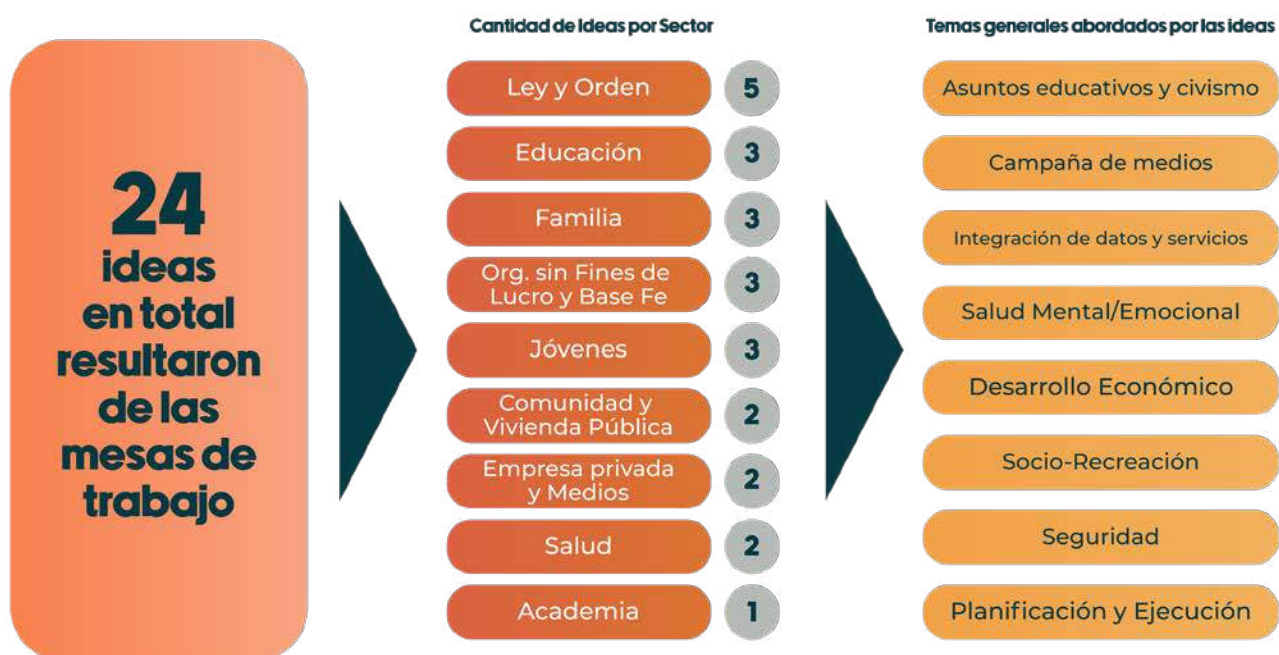 24
ideas
en total
resultaron
de las
mesas de
trabajo
Cantidad de Ideas por Sector
Ley y Orden 5
Educación 3
Familia 3
Org. sin Fines de
Lucro y Base Fe 3
Jóvenes 3
Comunidad y
Vivienda Pública 2
Empresa privada
y Medios 2
Salud 2
Academia 1
Temas generales abordados por las ideas
Asuntos educativos y civismo
Campaña de medios
Integración de datos y servicios
Salud Mental/Emocional
Desarrollo Económico
Socio-Recreación
Seguridad
Planificación y Ejecución